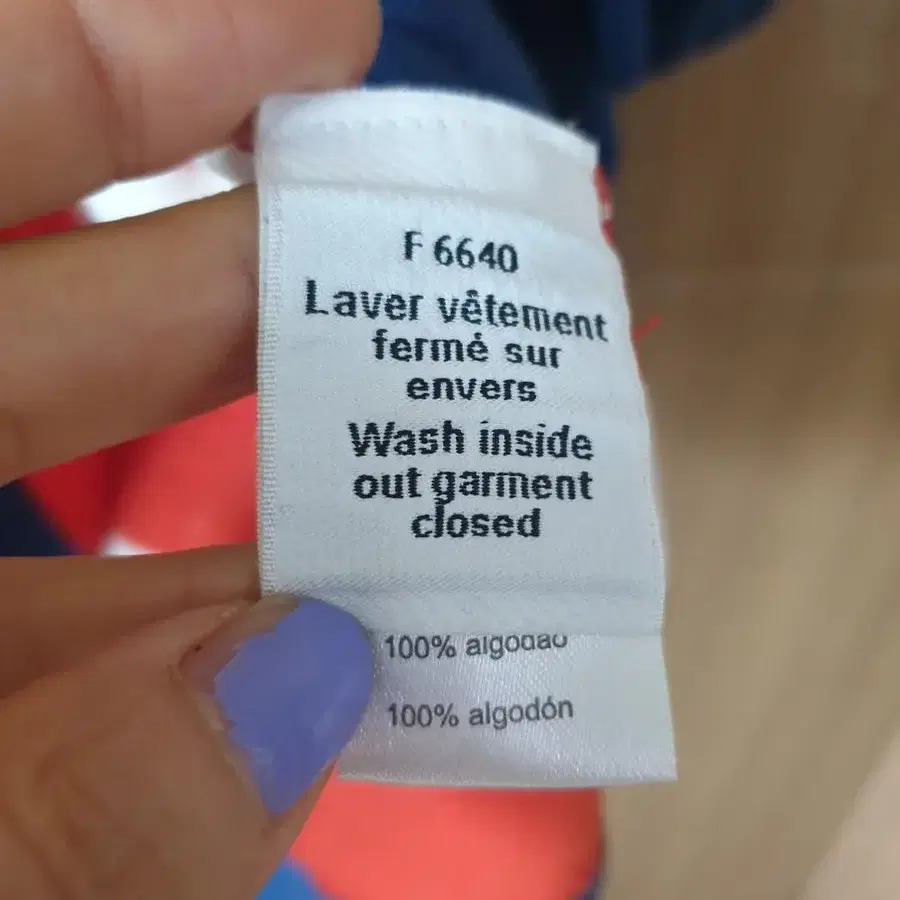 F 6640
Laver vêtement
fermé sur
envers
Wash inside
out garment
closed
100% algodão
100% algodón